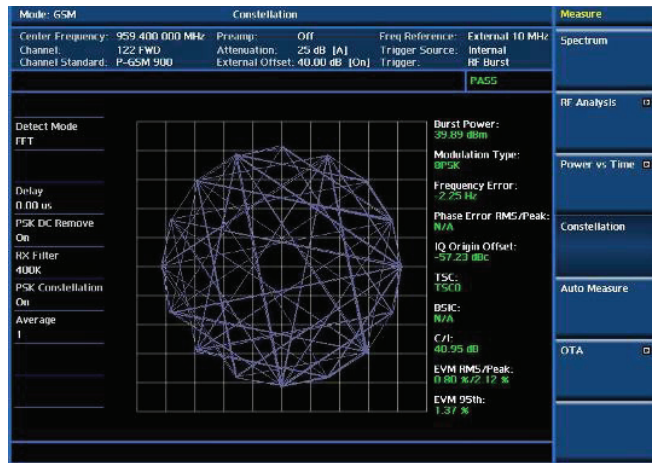 Mode: GSM Constellation Measure
Center Frequency: 959.400 000 MHz Preamp: Off Freq Reference: External 10 MHz
Channel: 122 FWD Attenuation: 25 dB [A] Trigger Source: Internal
Channel Standard: P-GSM 900 External Offset: 40.00 dB [On] Trigger: RF Burst
PASS
Detect Mode
FFT
Delay
0.00 us
PSK DC Remove
On
RX Filter
400K
PSK Constellation
On
Average
1
Burst Power:
39.89 dBm
Modulation Type:
8PSK
Frequency Error:
-2.25 Hz
Phase Error RMS/Peak:
N/A
IQ Origin Offset:
-57.23 dBc
TSC:
TSC0
BSIC:
N/A
C/I:
40.95 dB
EVM RMS/Peak:
0.80 %/2.12 %
EVM 95th:
1.37 %
Spectrum
RF Analysis
Power vs Time
Constellation
Auto Measure
OTA